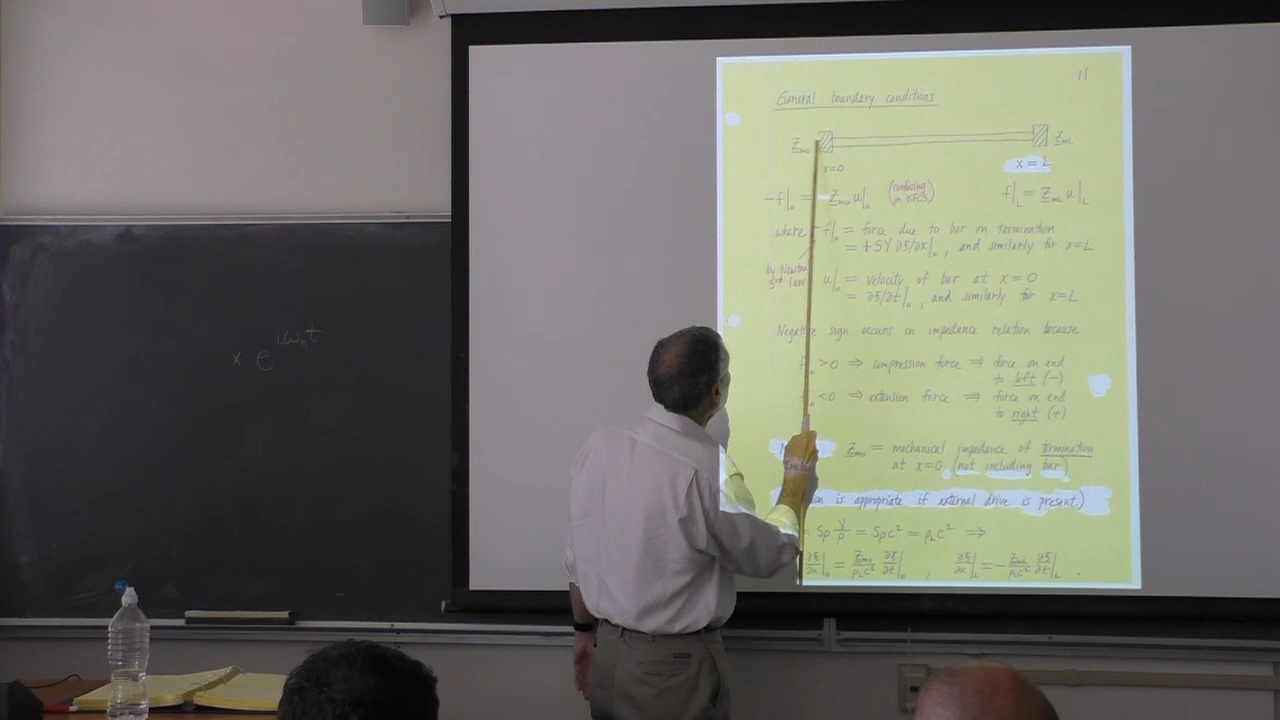 11
General boundary conditions
Z_m0 Z_mL
x=0 x=L
-f|₀ = Z_m0 u|₀ (confusing in KFCS) f|_L = Z_mL u|_L
where -f|₀ = force due to bar on termination
= +SY ∂ξ/∂x|₀, and similarly for x=L
by Newton 3rd law
u|₀ = velocity of bar at x=0
= ∂ξ/∂t|₀, and similarly for x=L
Negative sign occurs in impedance relation because
>0 ⇒ compression force ⇒ force on end
to left (-)
<0 ⇒ extension force ⇒ force on end
to right (+)
Z_m0 = mechanical impedance of termination
at x=0 (not including bar)
is appropriate if external drive is present)
= Sρ Y/ρ = Sρc² = ρ_L c² ⇒
∂ξ/∂x|₀ = Z_m0/(ρ_L c²) ∂ξ/∂t|₀ , ∂ξ/∂x|_L = -Z_mL/(ρ_L c²) ∂ξ/∂t|_L .
x e^{iω_n t}